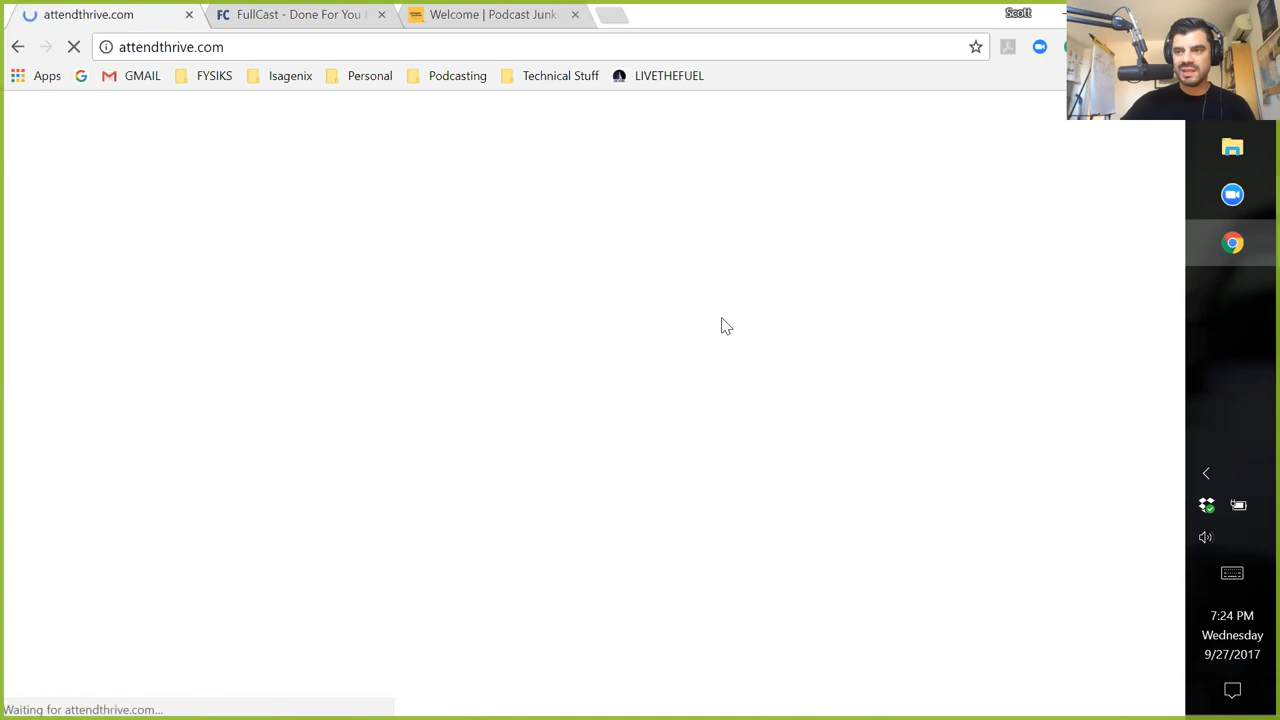 attendthrive.com
FC FullCast - Done For You
Welcome | Podcast Junk
Scott
attendthrive.com
Apps
GMAIL
FYSIKS
Isagenix
Personal
Podcasting
Technical Stuff
LIVETHEFUEL
7:24 PM
Wednesday
9/27/2017
Waiting for attendthrive.com...